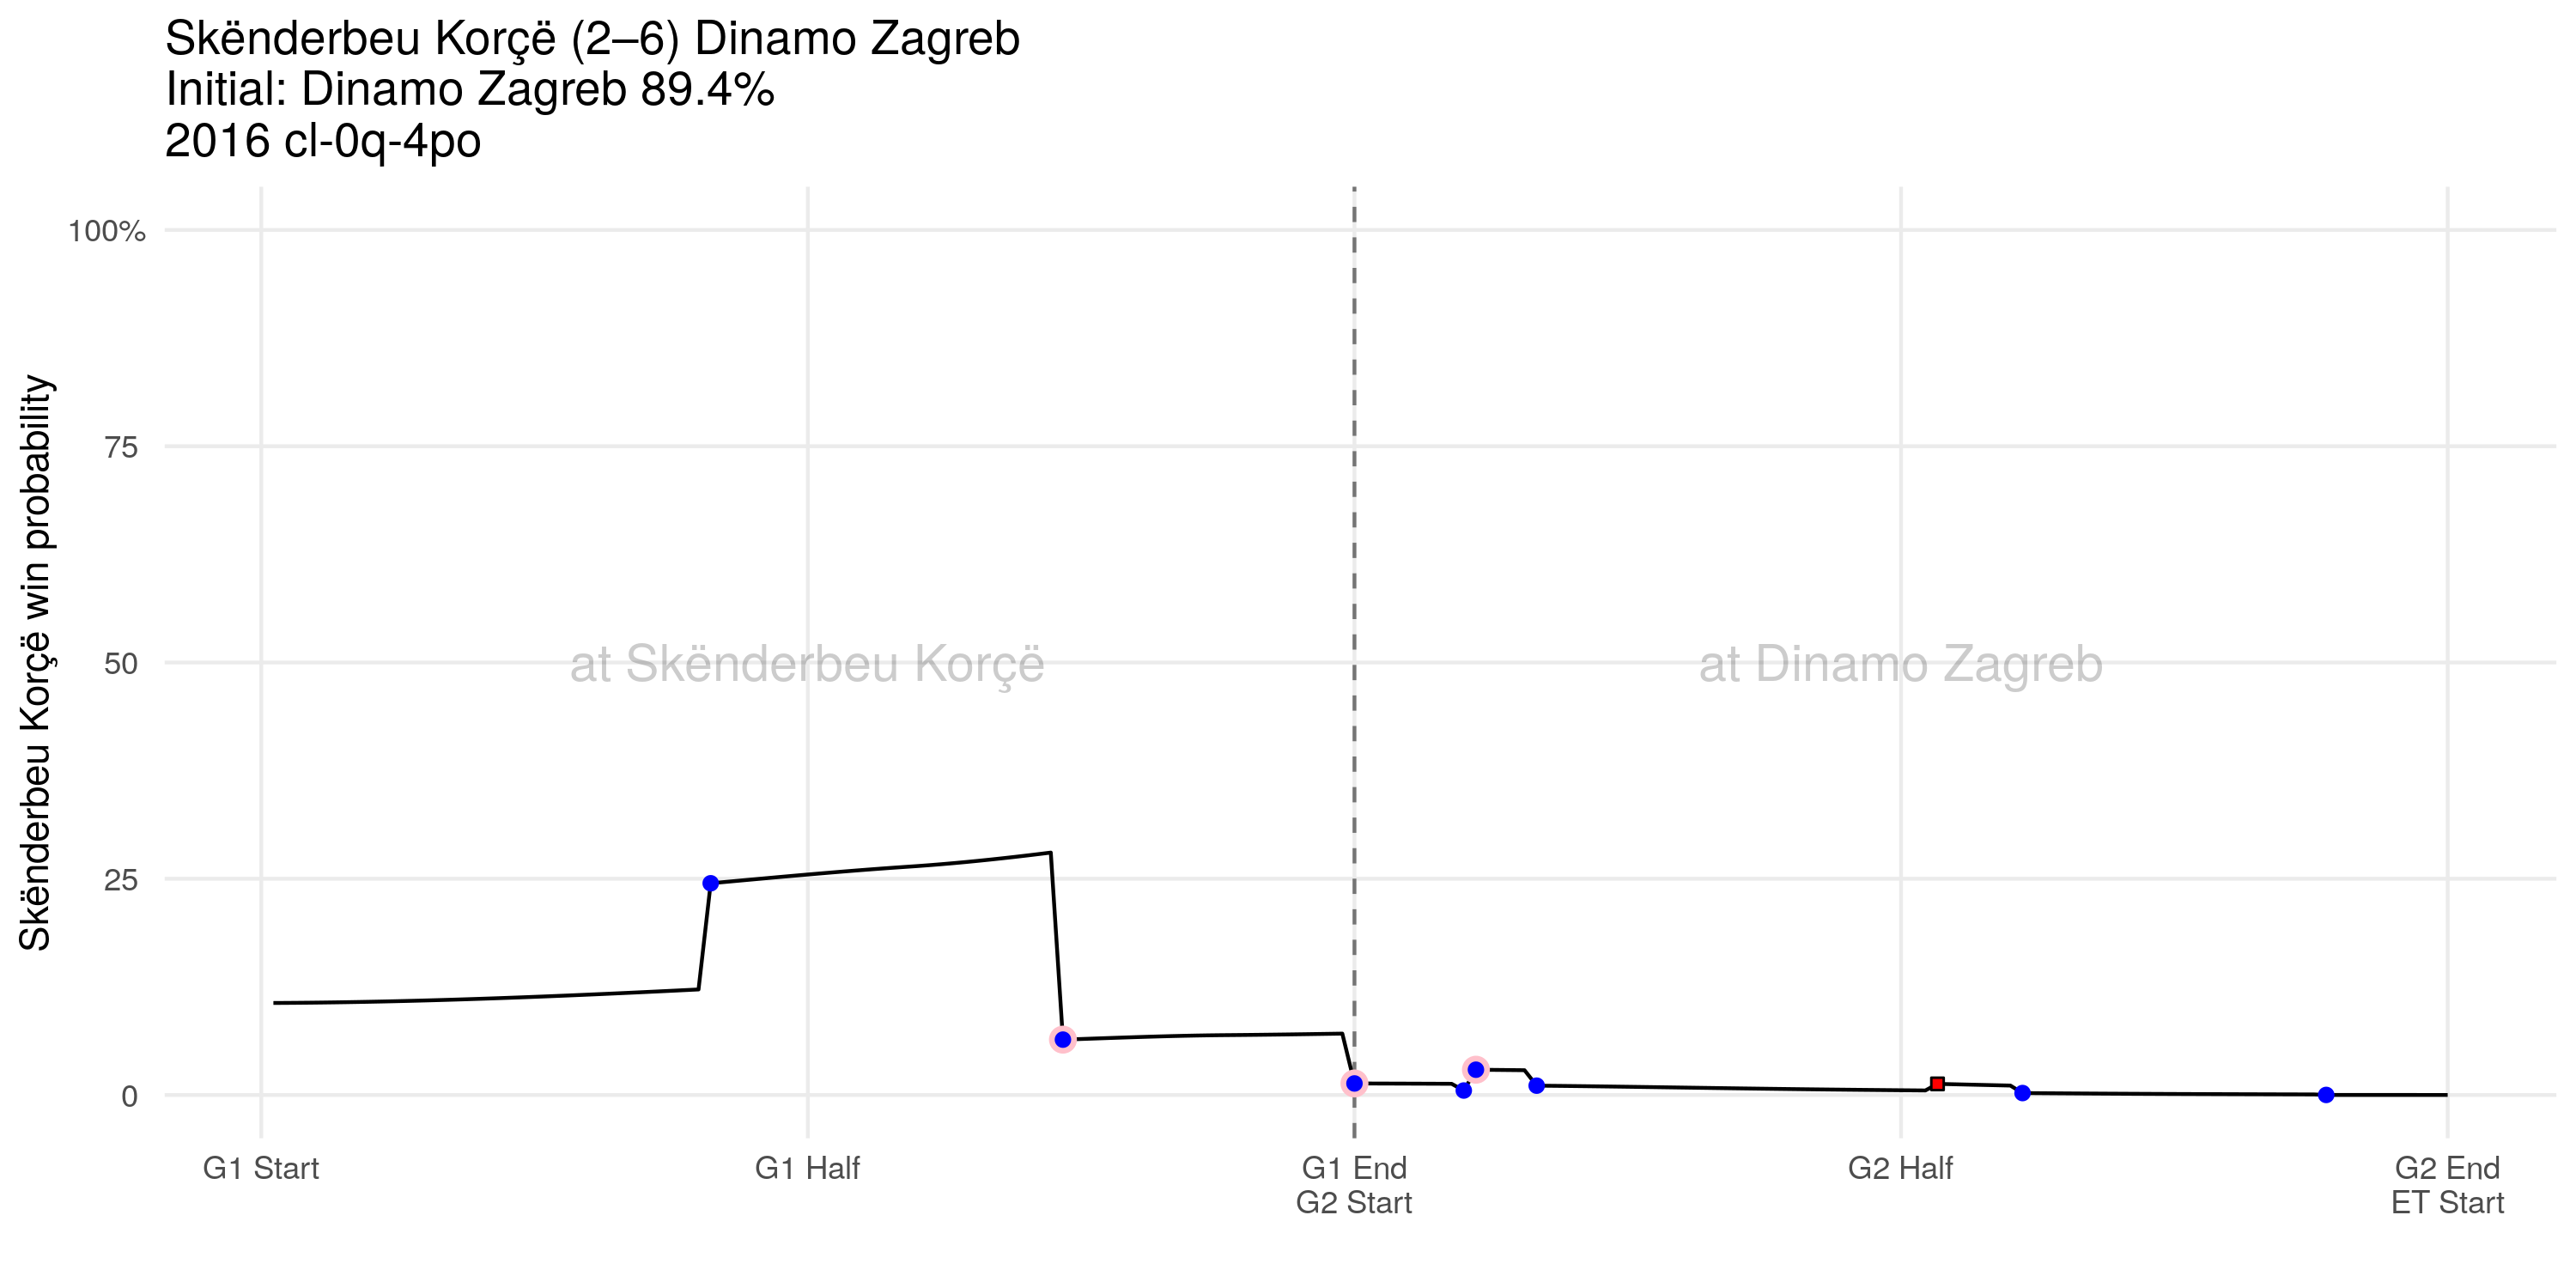 Skënderbeu Korçë (2–6) Dinamo Zagreb
Initial: Dinamo Zagreb 89.4%
2016 cl-0q-4po
Skënderbeu Korçë win probability
100%
75
50
25
0
at Skënderbeu Korçë
at Dinamo Zagreb
G1 Start
G1 Half
G1 End
G2 Start
G2 Half
G2 End
ET Start